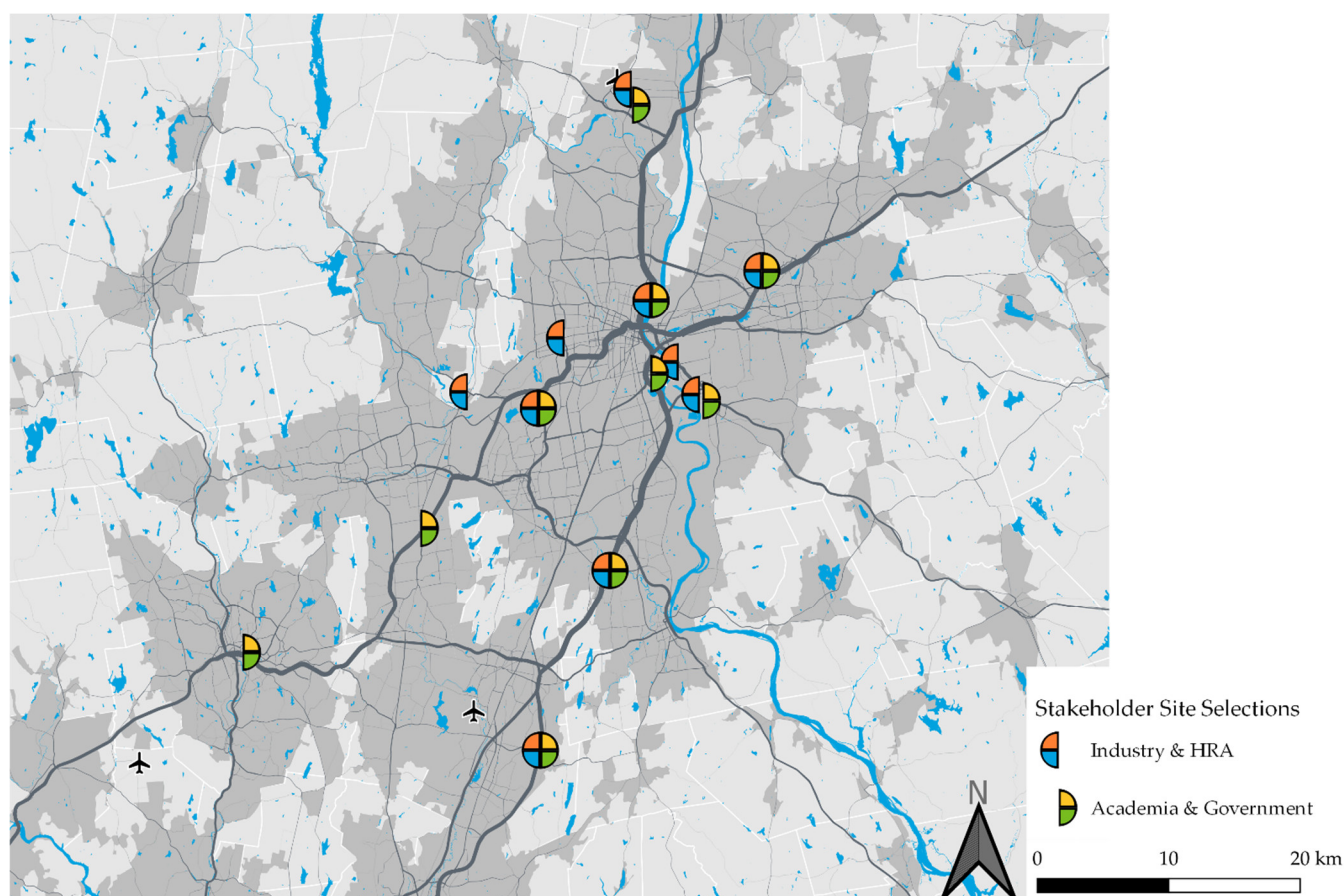 Stakeholder Site Selections
Industry & HRA
Academia & Government
N
0 10 20 km